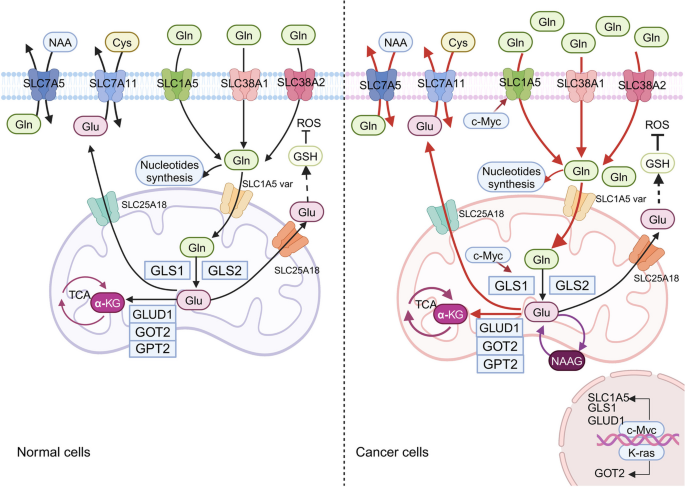 NAA
Cys
Gln
Gln
Gln
SLC7A5
SLC7A11
SLC1A5
SLC38A1
SLC38A2
Gln
Glu
ROS
GSH
Gln
Nucleotides
synthesis
SLC1A5 var
SLC25A18
Glu
Gln
SLC25A18
GLS1
GLS2
TCA
α-KG
Glu
GLUD1
GOT2
GPT2
Normal cells
NAA
Cys
Gln
Gln
Gln
Gln
Gln
Gln
SLC7A5
SLC7A11
SLC1A5
SLC38A1
SLC38A2
Gln
Glu
c-Myc
ROS
GSH
Gln
Gln
Nucleotides
synthesis
SLC1A5 var
SLC25A18
Glu
c-Myc
Gln
SLC25A18
GLS1
GLS2
TCA
α-KG
Glu
GLUD1
GOT2
GPT2
NAAG
SLC1A5
GLS1
GLUD1
c-Myc
K-ras
GOT2
Cancer cells